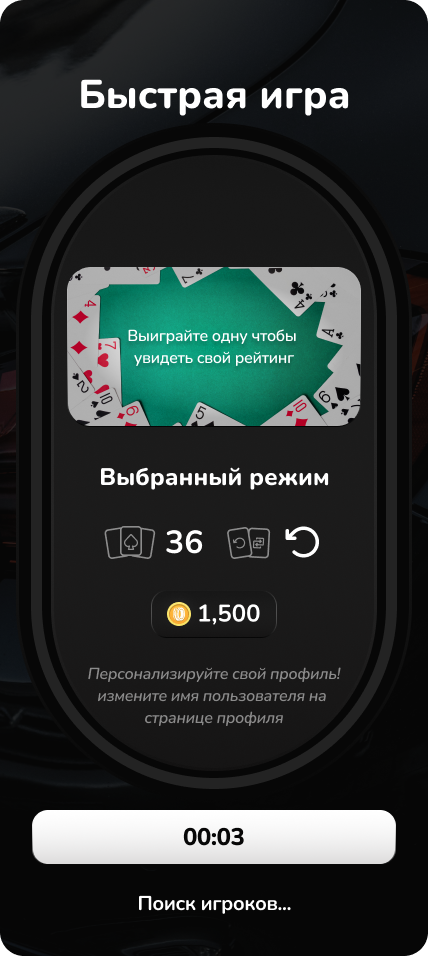 Быстрая игра
Выиграйте одну чтобы
увидеть свой рейтинг
Выбранный режим
36
1,500
Персонализируйте свой профиль!
измените имя пользователя на
странице профиля
00:03
Поиск игроков...